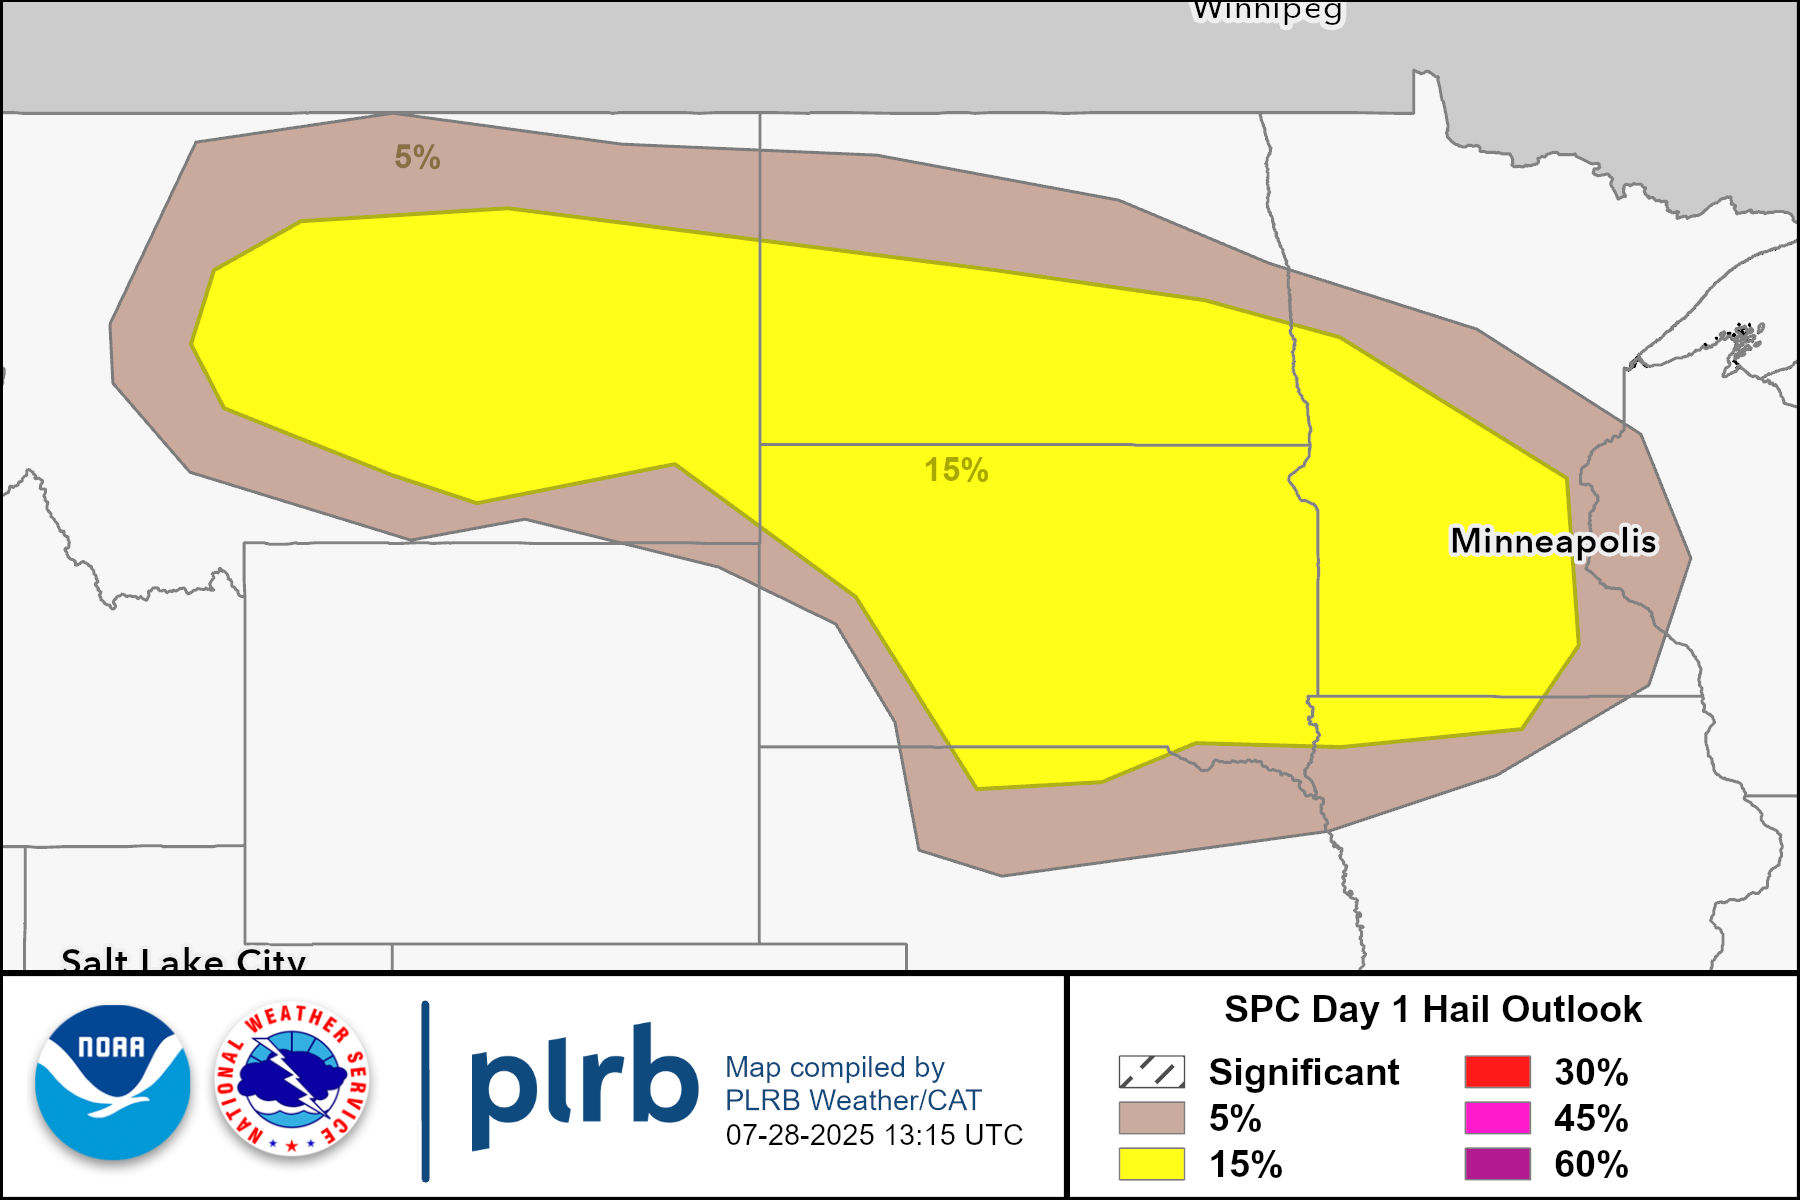 Winnipeg
5%
15%
Minneapolis
Salt Lake City
NOAA
NATIONAL WEATHER SERVICE
plrb
Map compiled by
PLRB Weather/CAT
07-28-2025 13:15 UTC
SPC Day 1 Hail Outlook
Significant
5%
15%
30%
45%
60%